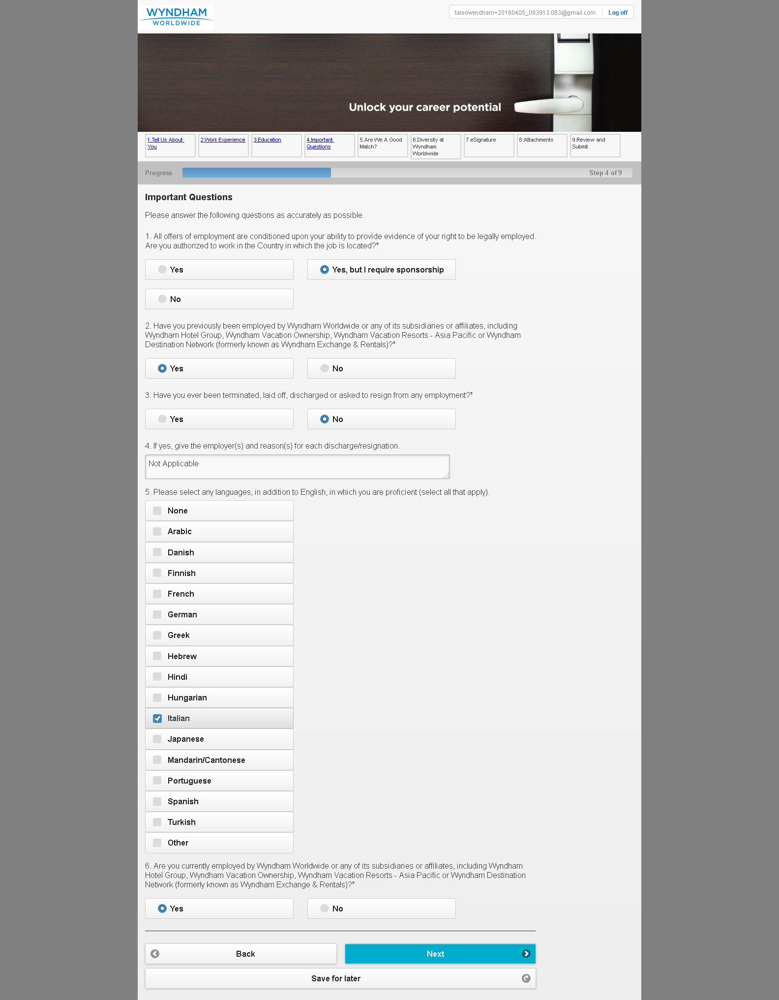 WYNDHAM
WORLDWIDE
taleowyndham+20160405_093913.063@gmail.com
Log off
Unlock your career potential
1.Tell Us About
You
2.Work Experience
3.Education
4.Important
Questions
5.Are We A Good
Match?
6.Diversity at
Wyndham
Worldwide
7.eSignature
8.Attachments
9.Review and
Submit
Progress
Step 4 of 9
Important Questions
Please answer the following questions as accurately as possible.
1. All offers of employment are conditioned upon your ability to provide evidence of your right to be legally employed.
Are you authorized to work in the Country in which the job is located?*
Yes
Yes, but I require sponsorship
No
2. Have you previously been employed by Wyndham Worldwide or any of its subsidiaries or affiliates, including
Wyndham Hotel Group, Wyndham Vacation Ownership, Wyndham Vacation Resorts - Asia Pacific or Wyndham
Destination Network (formerly known as Wyndham Exchange & Rentals)?*
Yes
No
3. Have you ever been terminated, laid off, discharged or asked to resign from any employment?*
Yes
No
4. If yes, give the employer(s) and reason(s) for each discharge/resignation.
Not Applicable
5. Please select any languages, in addition to English, in which you are proficient (select all that apply).
None
Arabic
Danish
Finnish
French
German
Greek
Hebrew
Hindi
Hungarian
Italian
Japanese
Mandarin/Cantonese
Portuguese
Spanish
Turkish
Other
6. Are you currently employed by Wyndham Worldwide or any of its subsidiaries or affiliates, including Wyndham
Hotel Group, Wyndham Vacation Ownership, Wyndham Vacation Resorts - Asia Pacific or Wyndham Destination
Network (formerly known as Wyndham Exchange & Rentals)?*
Yes
No
Back
Next
Save for later